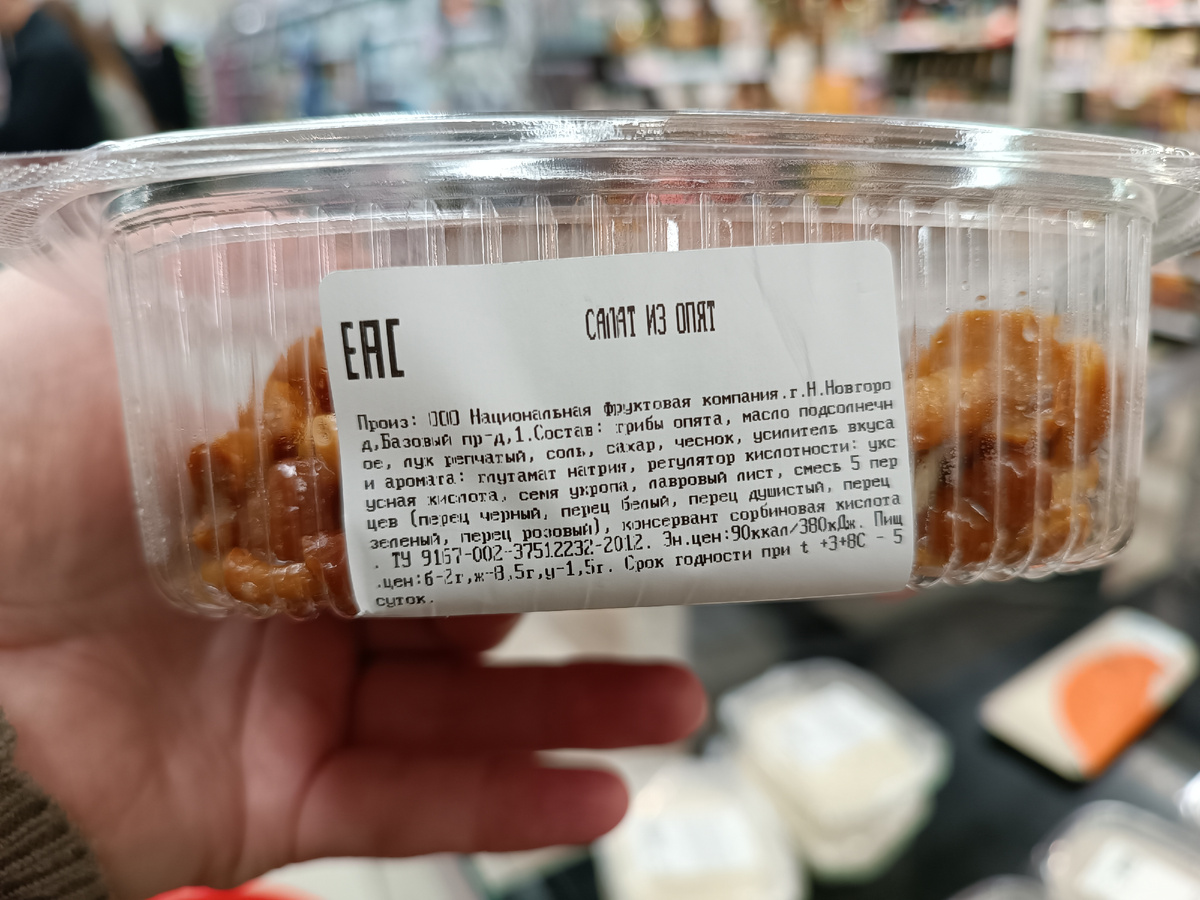 EAC
САЛАТ ИЗ ОПЯТ
Произ: ООО Национальная фруктовая компания.г.Н.Новгоро
д,Базовый пр-д,1.Состав: грибы опята, масло подсолнечн
ое, лук репчатый, соль, сахар, чеснок, усилитель вкуса
и аромата: глутамат натрия, регулятор кислотности: укс
усная кислота, семя укропа, лавровый лист, смесь 5 пер
цев (перец черный, перец белый, перец душистый, перец
зеленый, перец розовый), консервант сорбиновая кислота
. ТУ 9167-002-37512232-2012. Эн.цен:90ккал/380кДж. Пищ
.цен:б-2г,ж-8,5г,у-1,5г. Срок годности при t +3+8С - 5
суток.